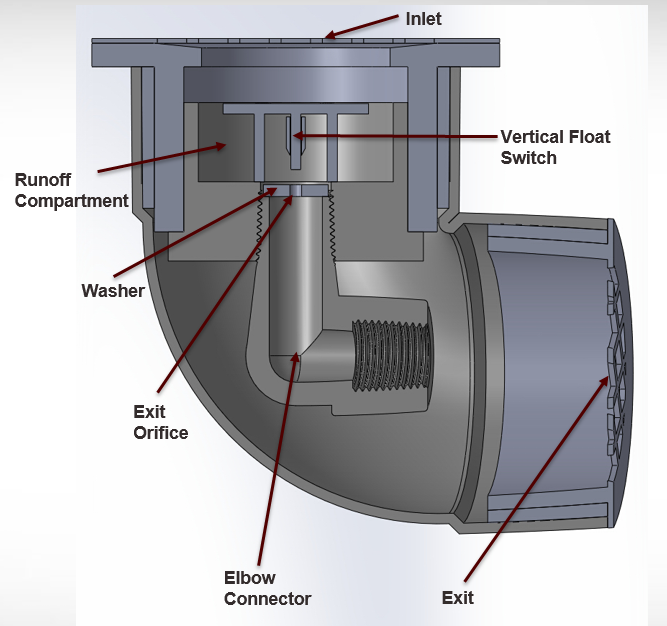 Inlet
Vertical Float
Switch
Runoff
Compartment
Washer
Exit
Orifice
Elbow
Connector
Exit